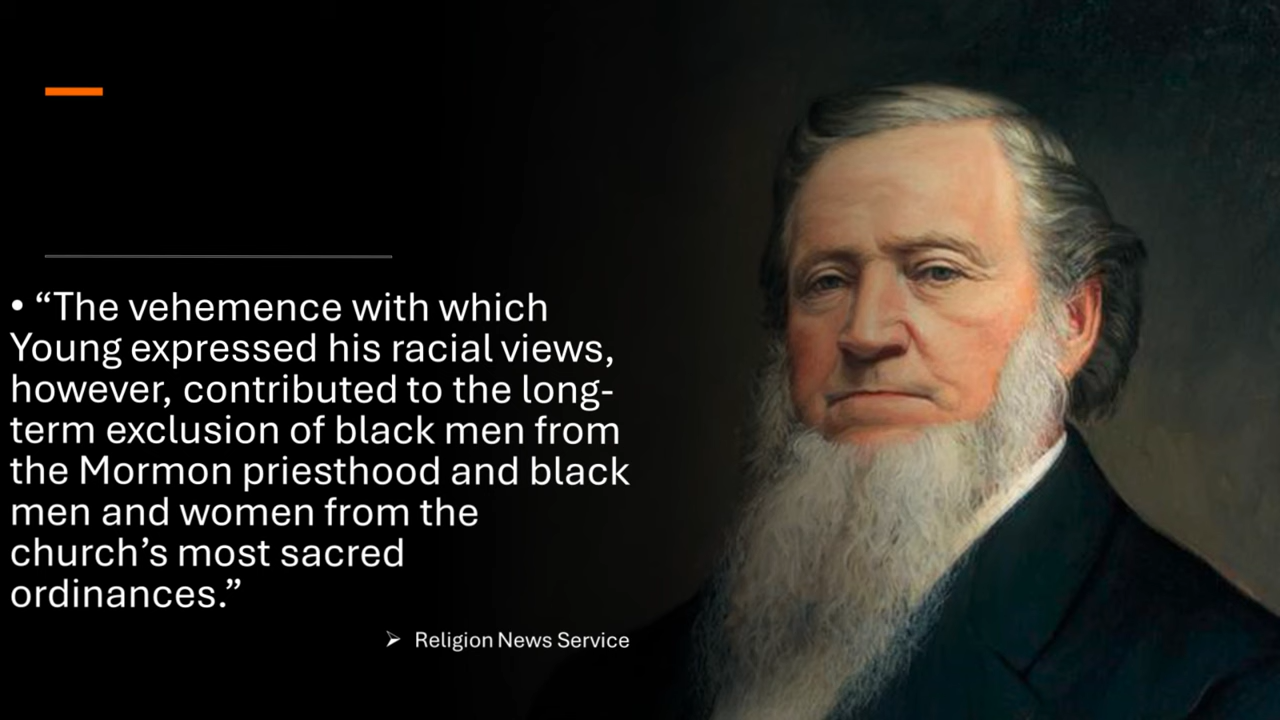 • “The vehemence with which
Young expressed his racial views,
however, contributed to the long-
term exclusion of black men from
the Mormon priesthood and black
men and women from the
church’s most sacred
ordinances.”
➢ Religion News Service